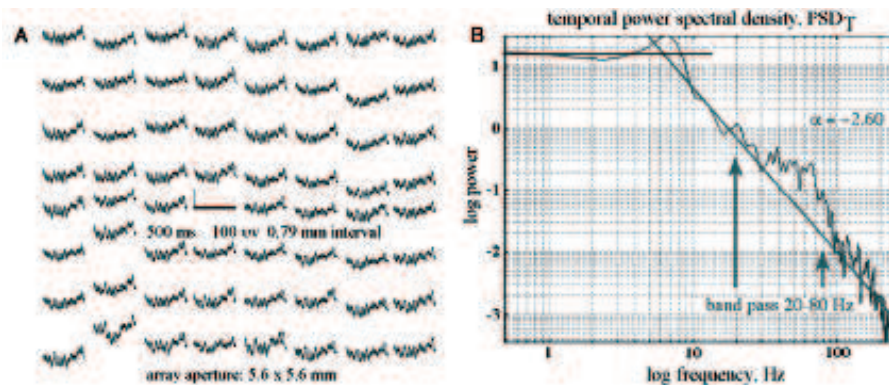 A
500 ms 100 uv 0.79 mm interval
array aperture: 5.6 x 5.6 mm
temporal power spectral density, PSDT
B
1
0
-1
-2
-3
log power
α = -2.60
band pass 20-80 Hz
1 10 100
log frequency, Hz